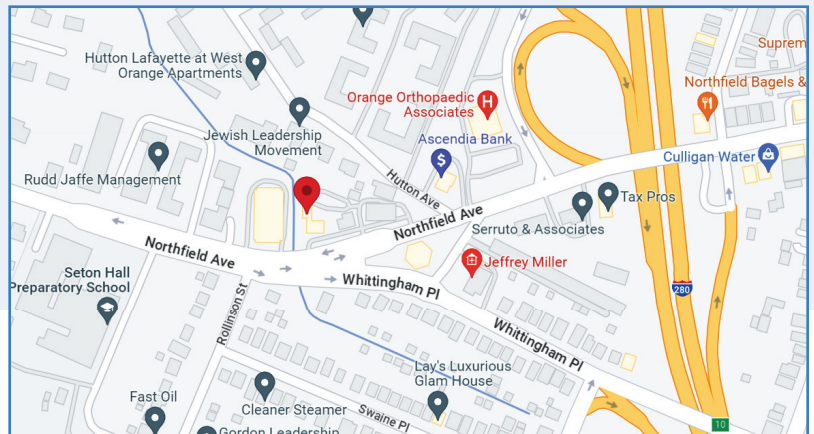 Suprem
Hutton Lafayette at West
Orange Apartments
Northfield Bagels &
Orange Orthopaedic
Associates
H
Jewish Leadership
Movement
Ascendia Bank
$
Culligan Water
Rudd Jaffe Management
Hutton Ave
Tax Pros
Northfield Ave
Serruto & Associates
Northfield Ave
Jeffrey Miller
Seton Hall
Preparatory School
Whittingham Pl
280
Rollinson St
Whittingham Pl
Lay's Luxurious
Glam House
Fast Oil
Cleaner Steamer
Swaine Pl
10
Gordon Leadership